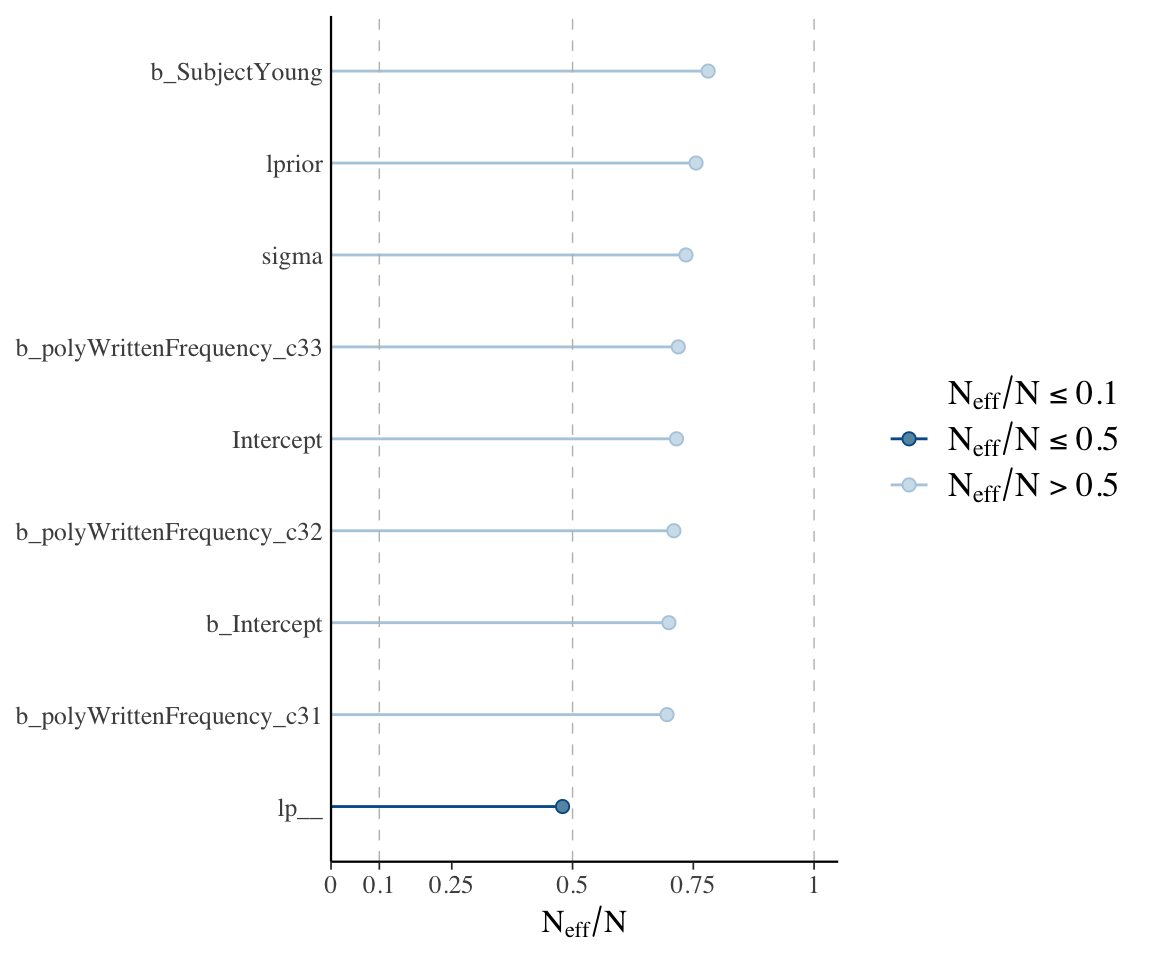 b_SubjectYoung
lprior
sigma
b_polyWrittenFrequency_c33
Intercept
b_polyWrittenFrequency_c32
b_Intercept
b_polyWrittenFrequency_c31
lp__
0 0.1 0.25 0.5 0.75 1
Neff/N
Neff/N ≤ 0.1
Neff/N ≤ 0.5
Neff/N > 0.5